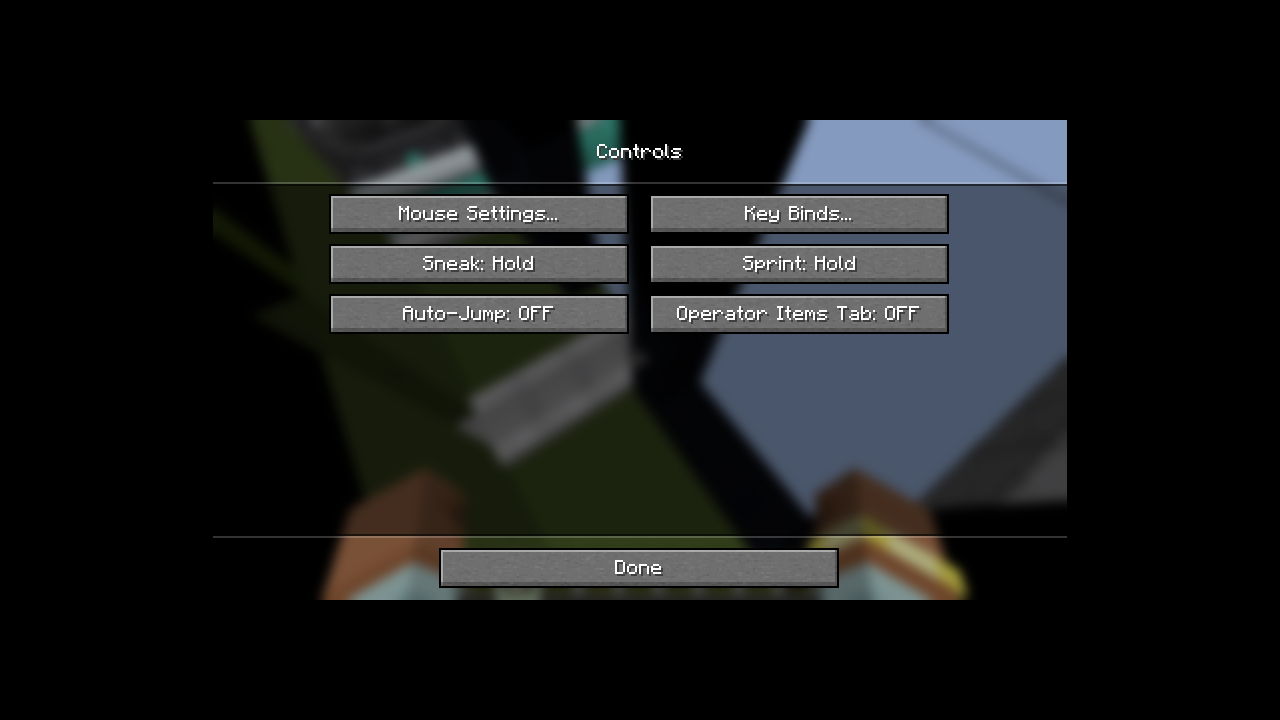 Controls
Mouse Settings...
Key Binds...
Sneak: Hold
Sprint: Hold
Auto-Jump: OFF
Operator Items Tab: OFF
Done